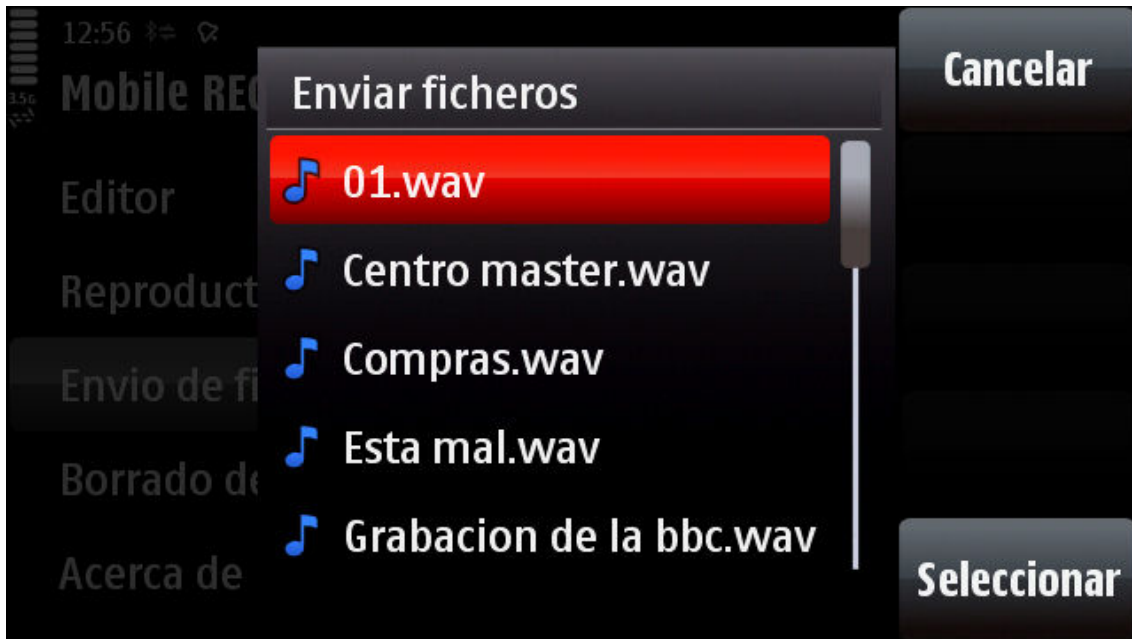 12:56
3.5G
Mobile REC
Enviar ficheros
Cancelar
Editor
01.wav
Reproduct
Centro master.wav
Envio de fi
Compras.wav
Borrado de
Esta mal.wav
Acerca de
Grabacion de la bbc.wav
Seleccionar